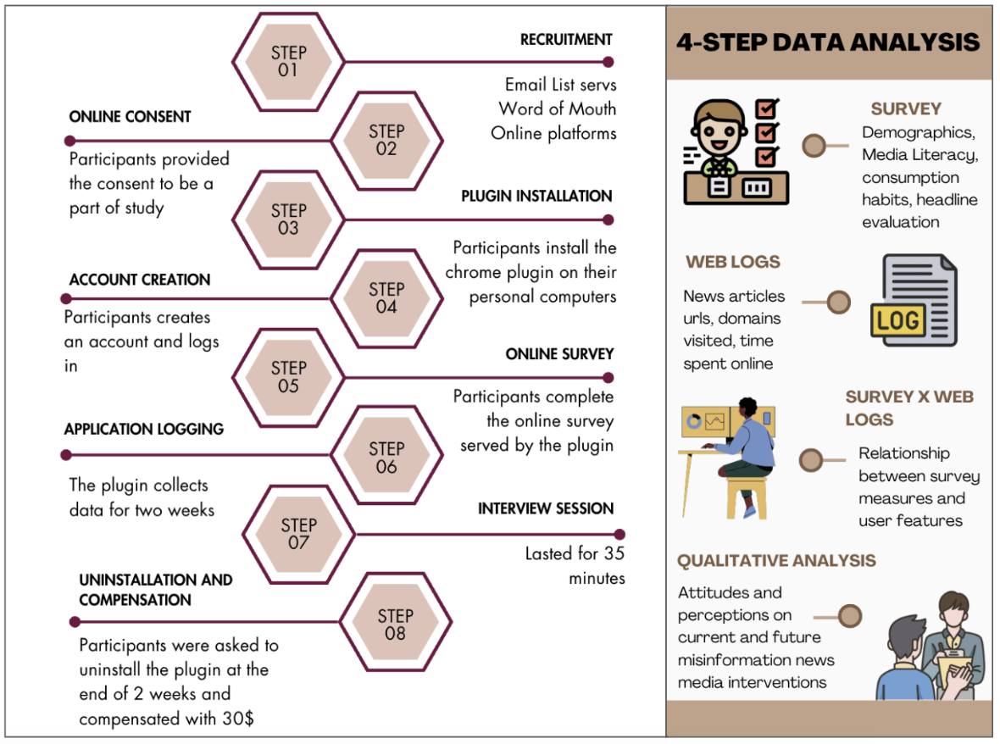 STEP
01
RECRUITMENT
Email List servs
Word of Mouth
Online platforms
STEP
02
ONLINE CONSENT
Participants provided
the consent to be a
part of study
STEP
03
PLUGIN INSTALLATION
Participants install the
chrome plugin on their
personal computers
STEP
04
ACCOUNT CREATION
Participants creates
an account and logs
in
STEP
05
ONLINE SURVEY
Participants complete
the online survey
served by the plugin
STEP
06
APPLICATION LOGGING
The plugin collects
data for two weeks
STEP
07
INTERVIEW SESSION
Lasted for 35
minutes
STEP
08
UNINSTALLATION AND
COMPENSATION
Participants were asked to
uninstall the plugin at the
end of 2 weeks and
compensated with 30$
4-STEP DATA ANALYSIS
SURVEY
Demographics,
Media Literacy,
consumption
habits, headline
evaluation
WEB LOGS
News articles
urls, domains
visited, time
spent online
LOG
SURVEY X WEB
LOGS
Relationship
between survey
measures and
user features
QUALITATIVE ANALYSIS
Attitudes and
perceptions on
current and future
misinformation news
media interventions